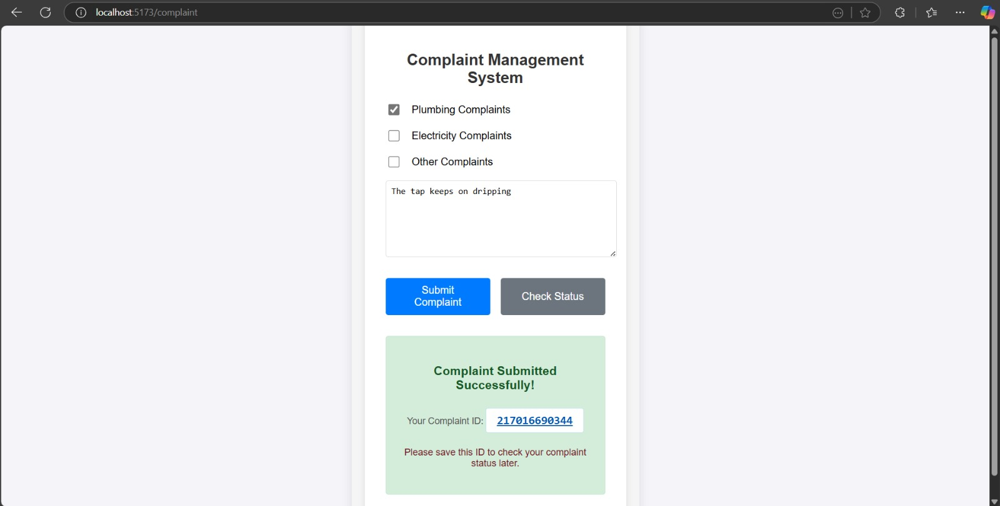 localhost:5173/complaint
Complaint Management
System
Plumbing Complaints
Electricity Complaints
Other Complaints
The tap keeps on dripping
Submit
Complaint
Check Status
Complaint Submitted
Successfully!
Your Complaint ID: 217016690344
Please save this ID to check your complaint
status later.